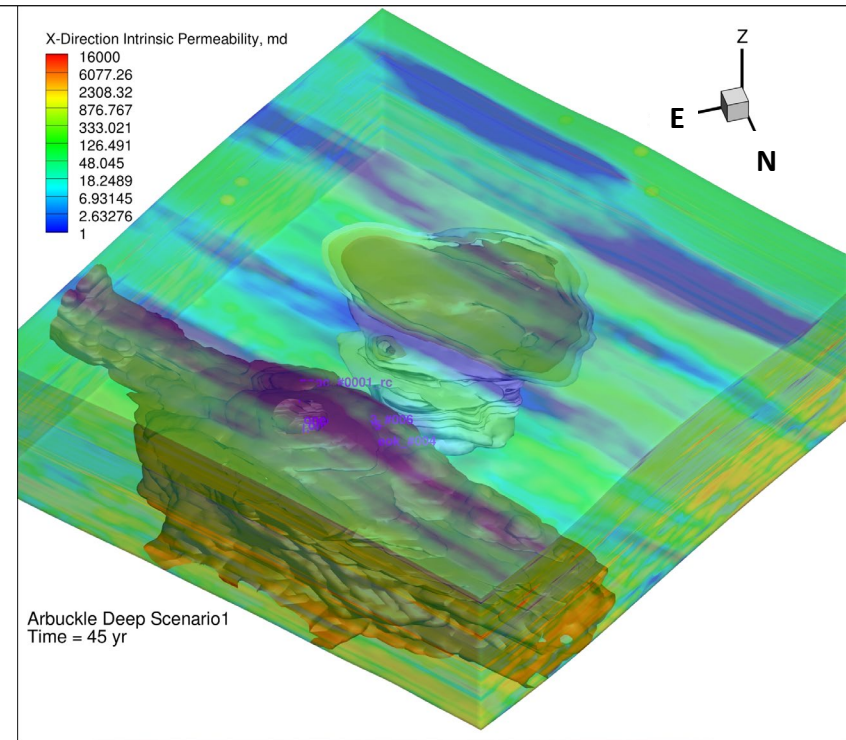 X-Direction Intrinsic Permeability, md
16000
6077.26
2308.32
876.767
333.021
126.491
48.045
18.2489
6.93145
2.63276
1
Z
E
N
#0001_rc
Arbuckle Deep Scenario1
Time = 45 yr